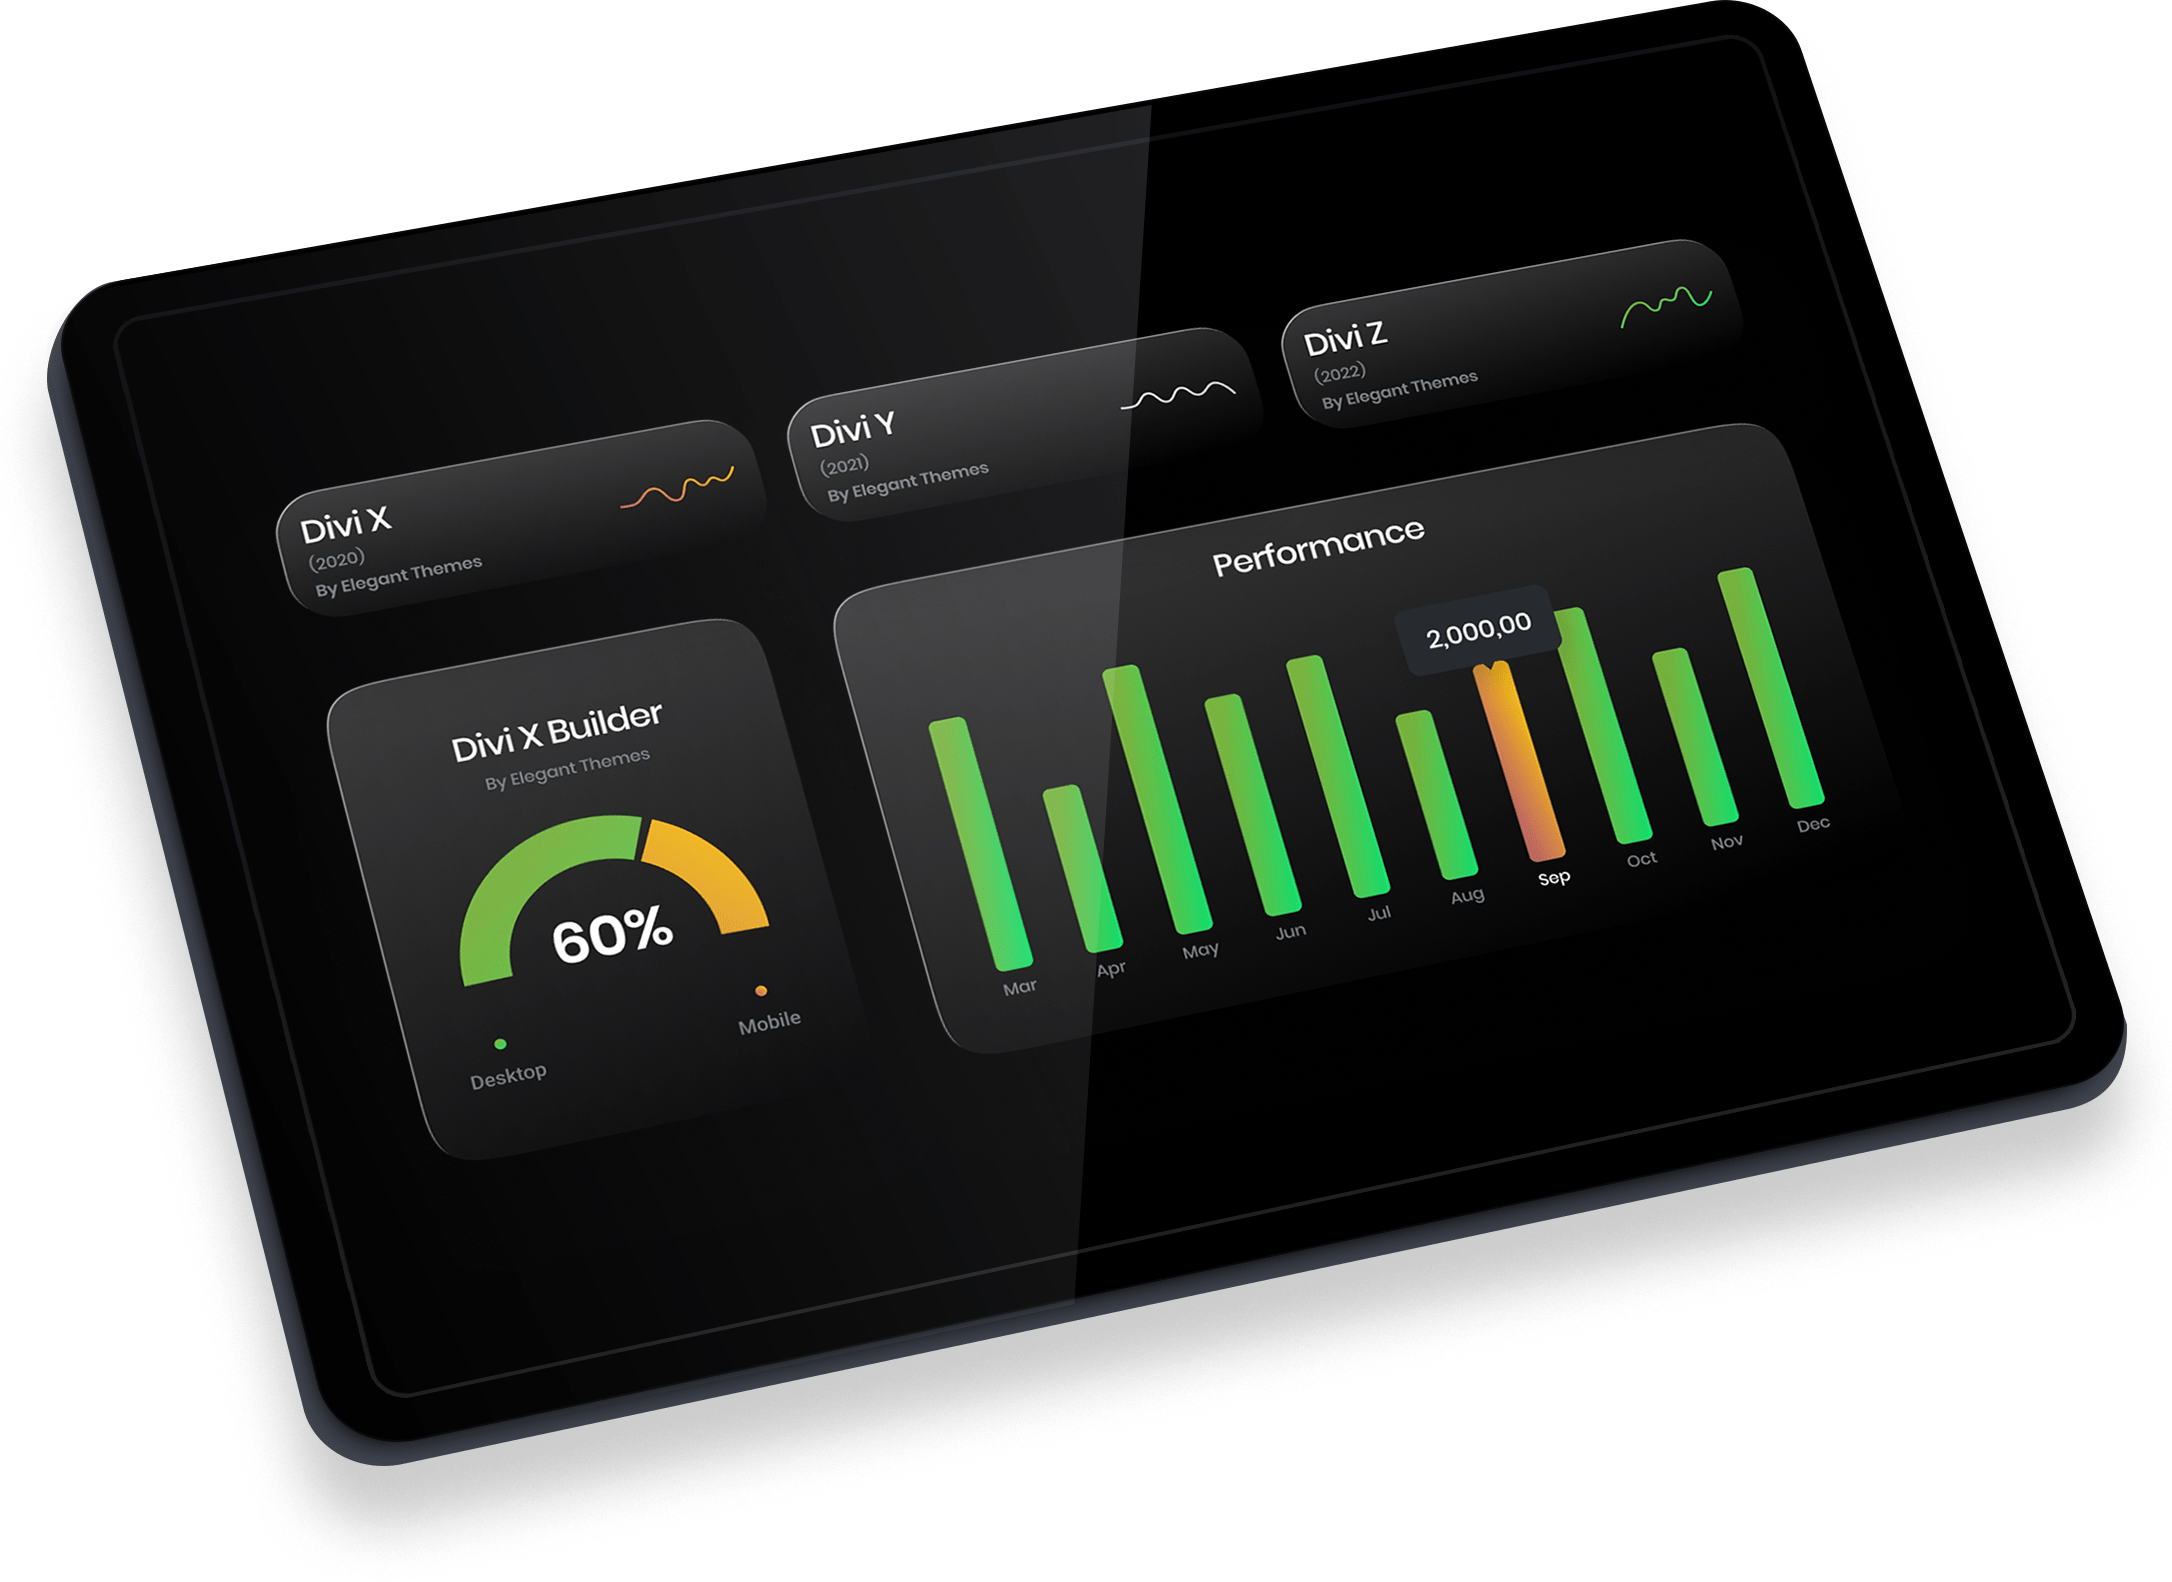 Divi X
(2020)
By Elegant Themes
Divi Y
(2021)
By Elegant Themes
Divi Z
(2022)
By Elegant Themes
Divi X Builder
By Elegant Themes
60%
Desktop
Mobile
Performance
2,000,00
Mar
Apr
May
Jun
Jul
Aug
Sep
Oct
Nov
Dec